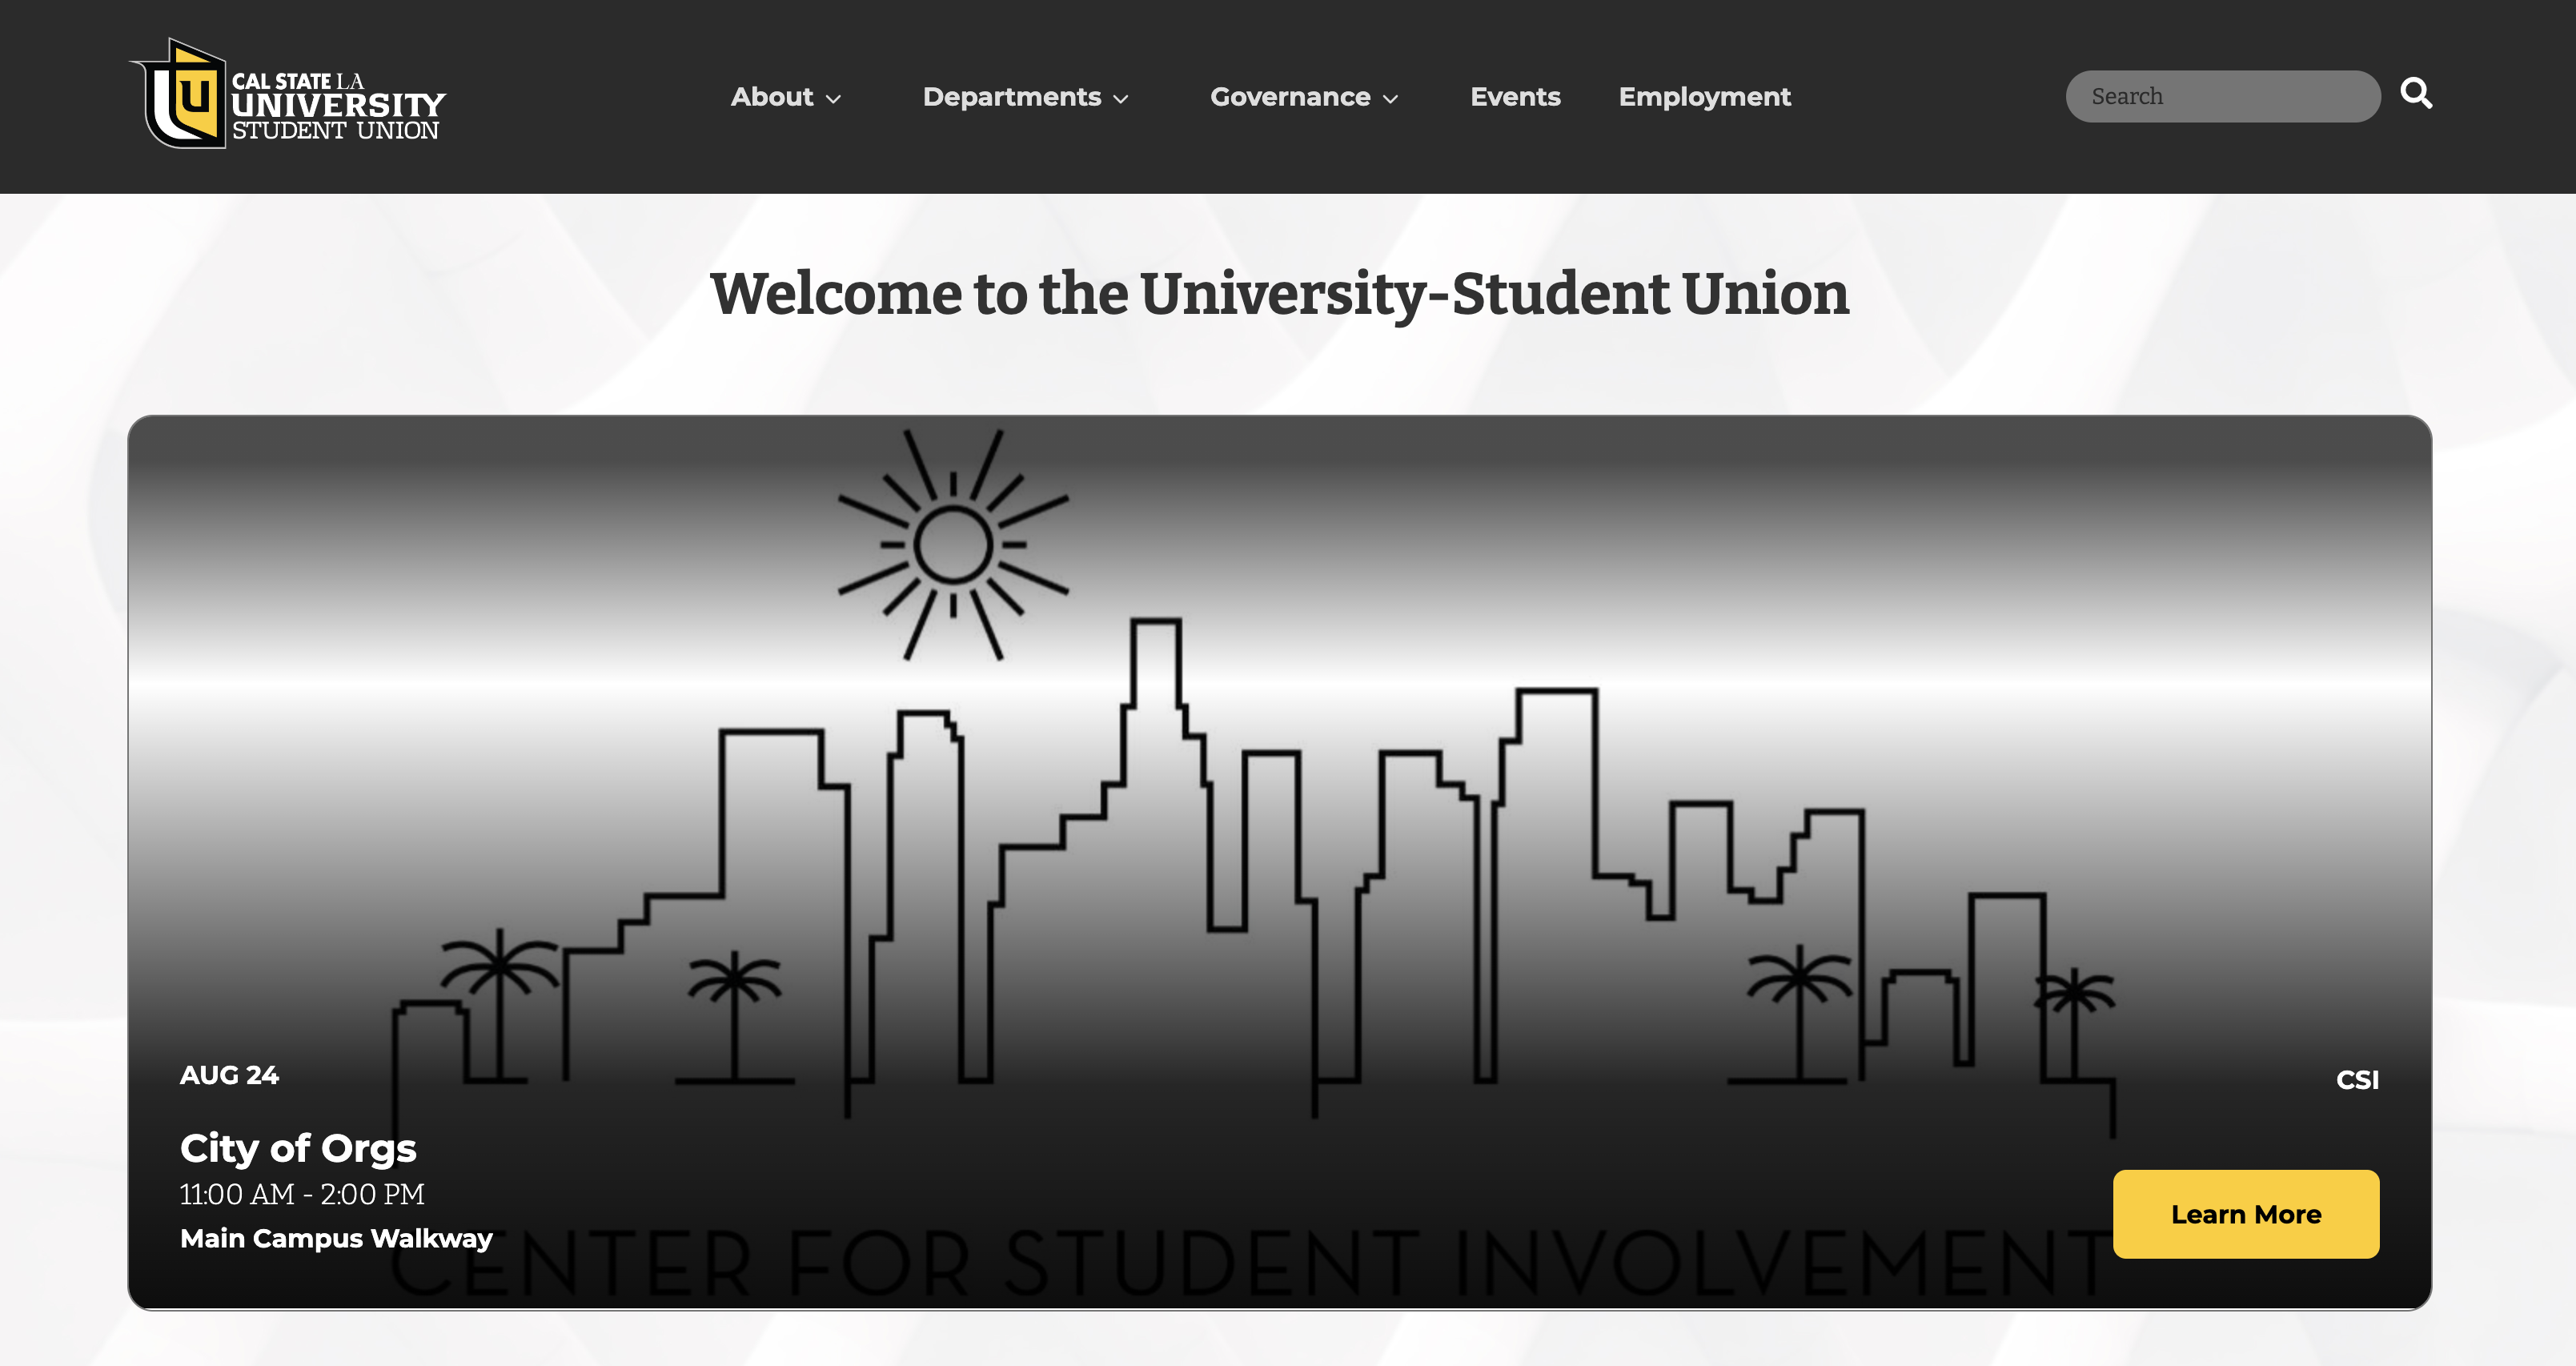 CAL STATE LA
UNIVERSITY
STUDENT UNION
About
Departments
Governance
Events
Employment
Search
Welcome to the University-Student Union
AUG 24
CSI
City of Orgs
11:00 AM - 2:00 PM
Main Campus Walkway
Learn More
CENTER FOR STUDENT INVOLVEMENT